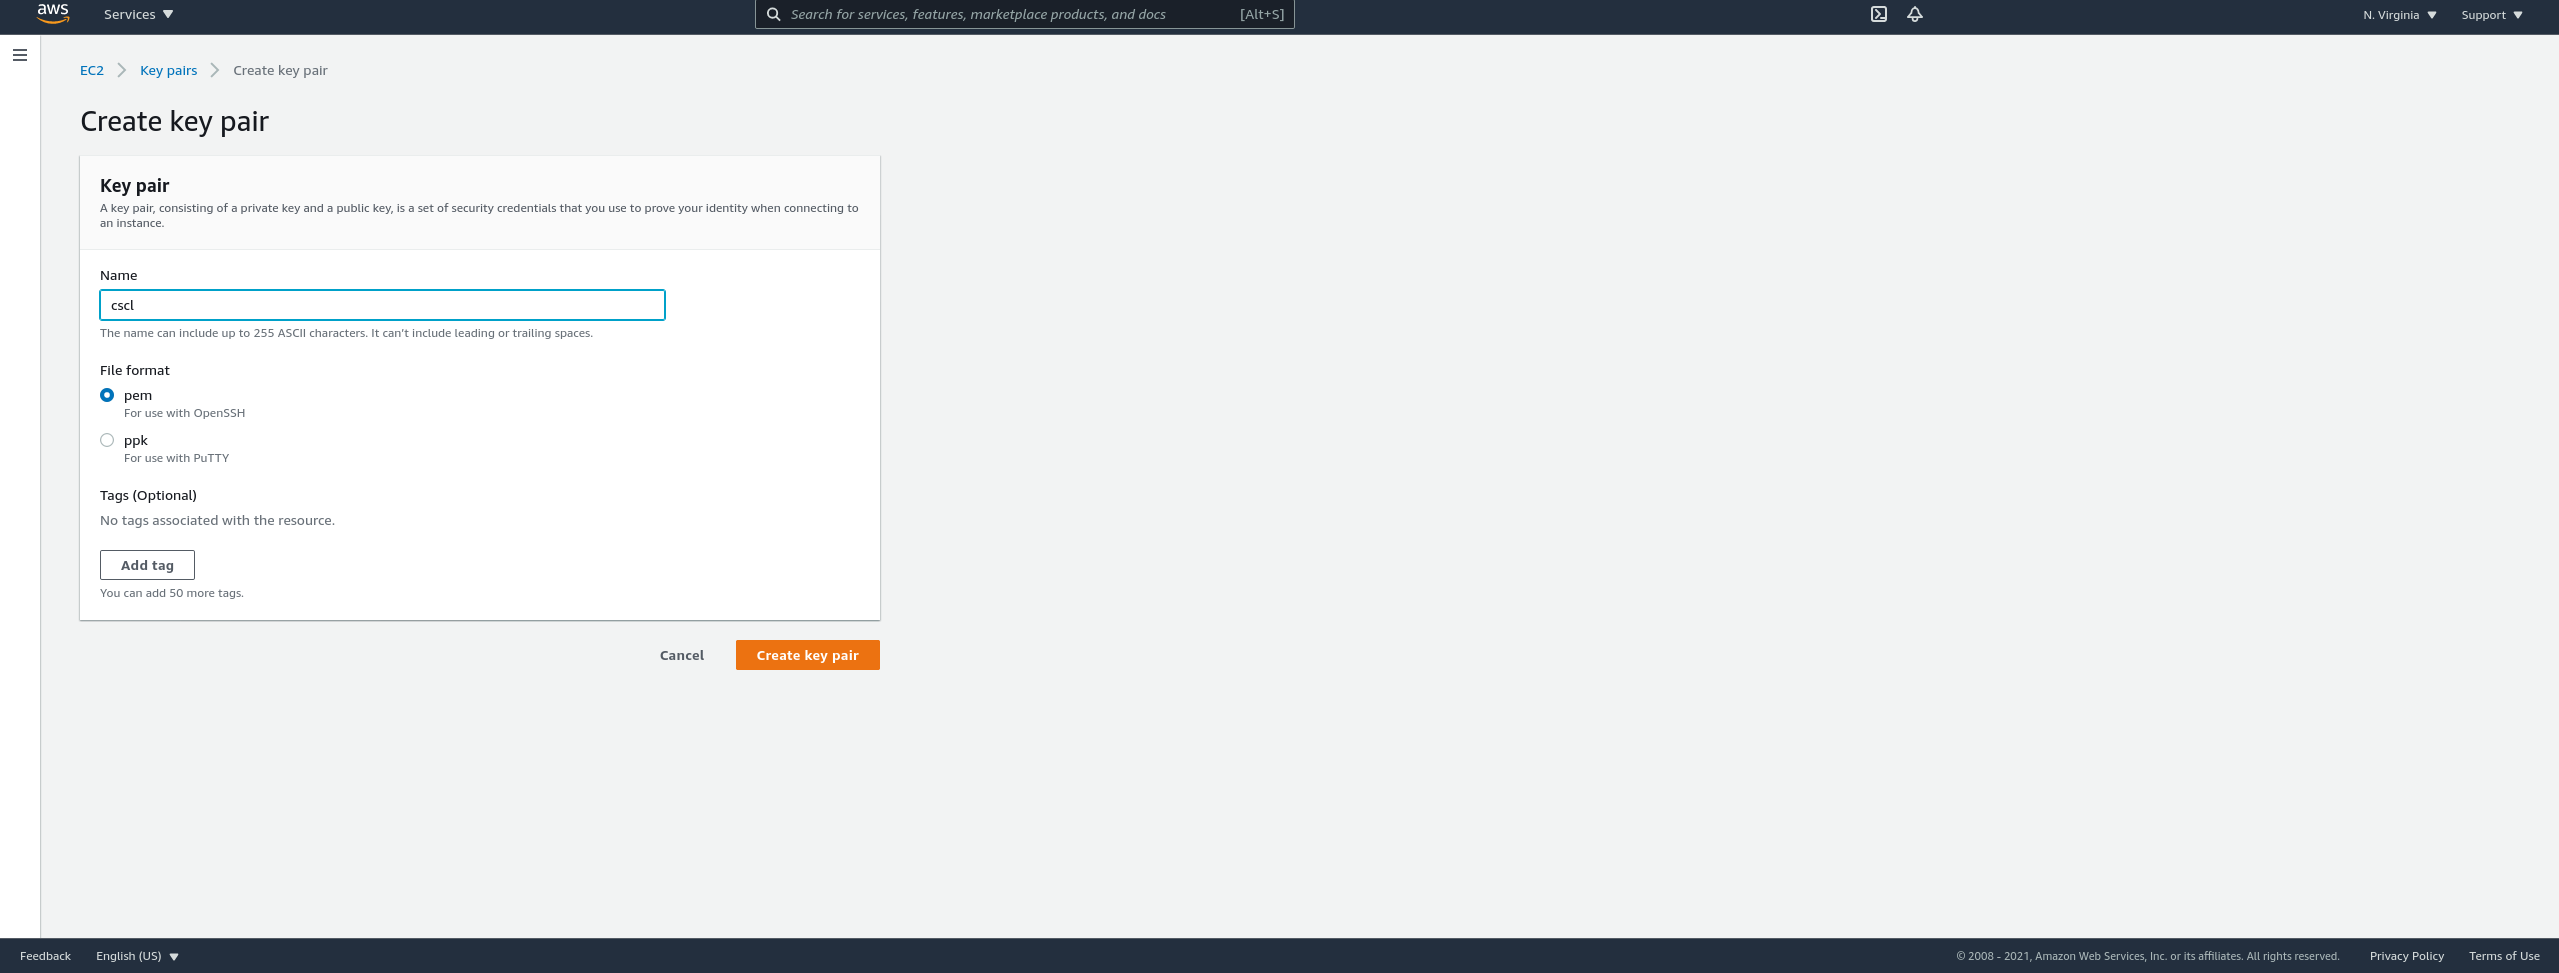 aws Services Search for services, features, marketplace products, and docs [Alt+S] N. Virginia Support
EC2 Key pairs Create key pair
Create key pair
Key pair
A key pair, consisting of a private key and a public key, is a set of security credentials that you use to prove your identity when connecting to
an instance.
Name
cscl
The name can include up to 255 ASCII characters. It can't include leading or trailing spaces.
File format
pem
For use with OpenSSH
ppk
For use with PuTTY
Tags (Optional)
No tags associated with the resource.
Add tag
You can add 50 more tags.
Cancel Create key pair
Feedback English (US) © 2008 - 2021, Amazon Web Services, Inc. or its affiliates. All rights reserved. Privacy Policy Terms of Use